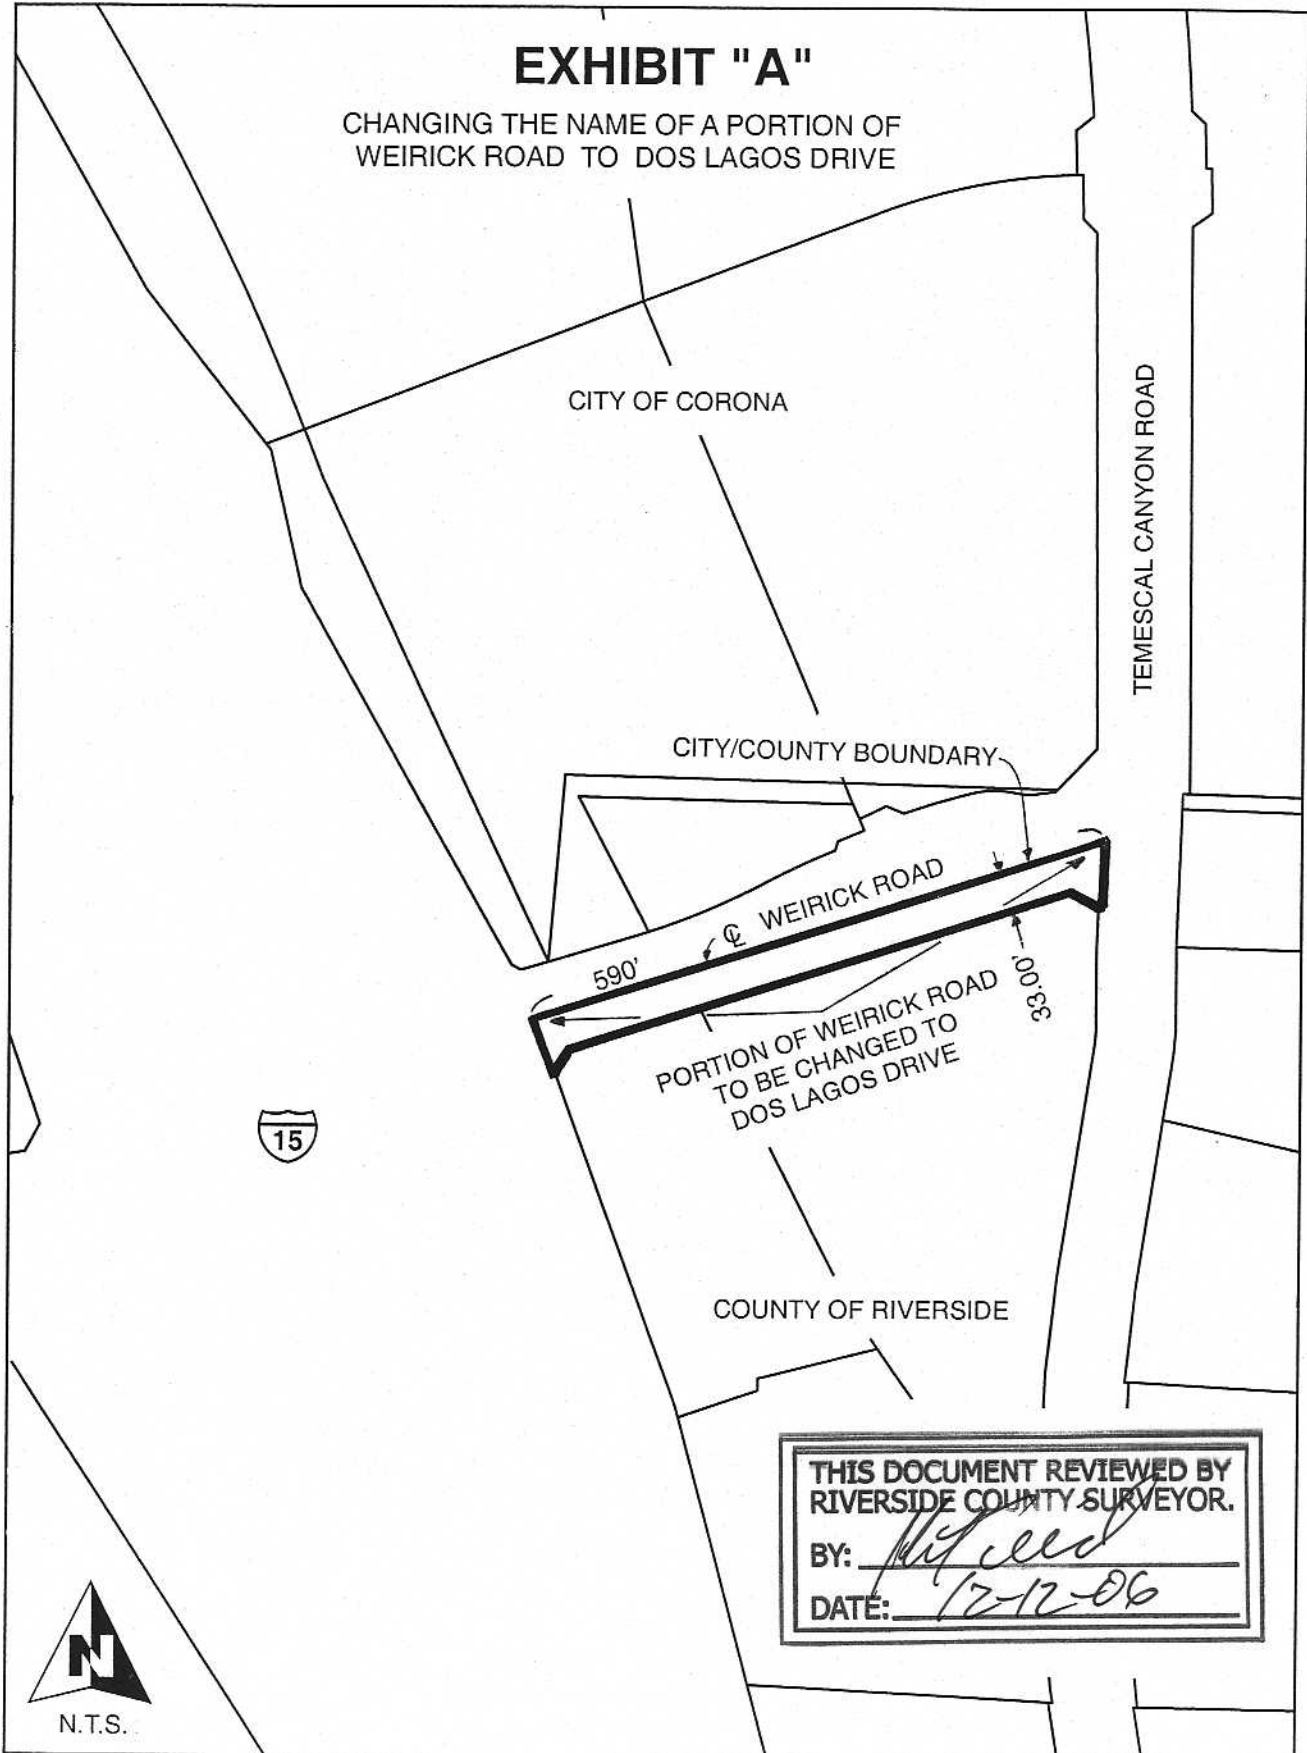 EXHIBIT "A"
CHANGING THE NAME OF A PORTION OF
WEIRICK ROAD TO DOS LAGOS DRIVE
CITY OF CORONA
TEMESCAL CANYON ROAD
CITY/COUNTY BOUNDARY
℄ WEIRICK ROAD
590'
33.00'
PORTION OF WEIRICK ROAD
TO BE CHANGED TO
DOS LAGOS DRIVE
15
COUNTY OF RIVERSIDE
THIS DOCUMENT REVIEWED BY
RIVERSIDE COUNTY SURVEYOR.
BY:
DATE: 12-12-06
N
N.T.S.